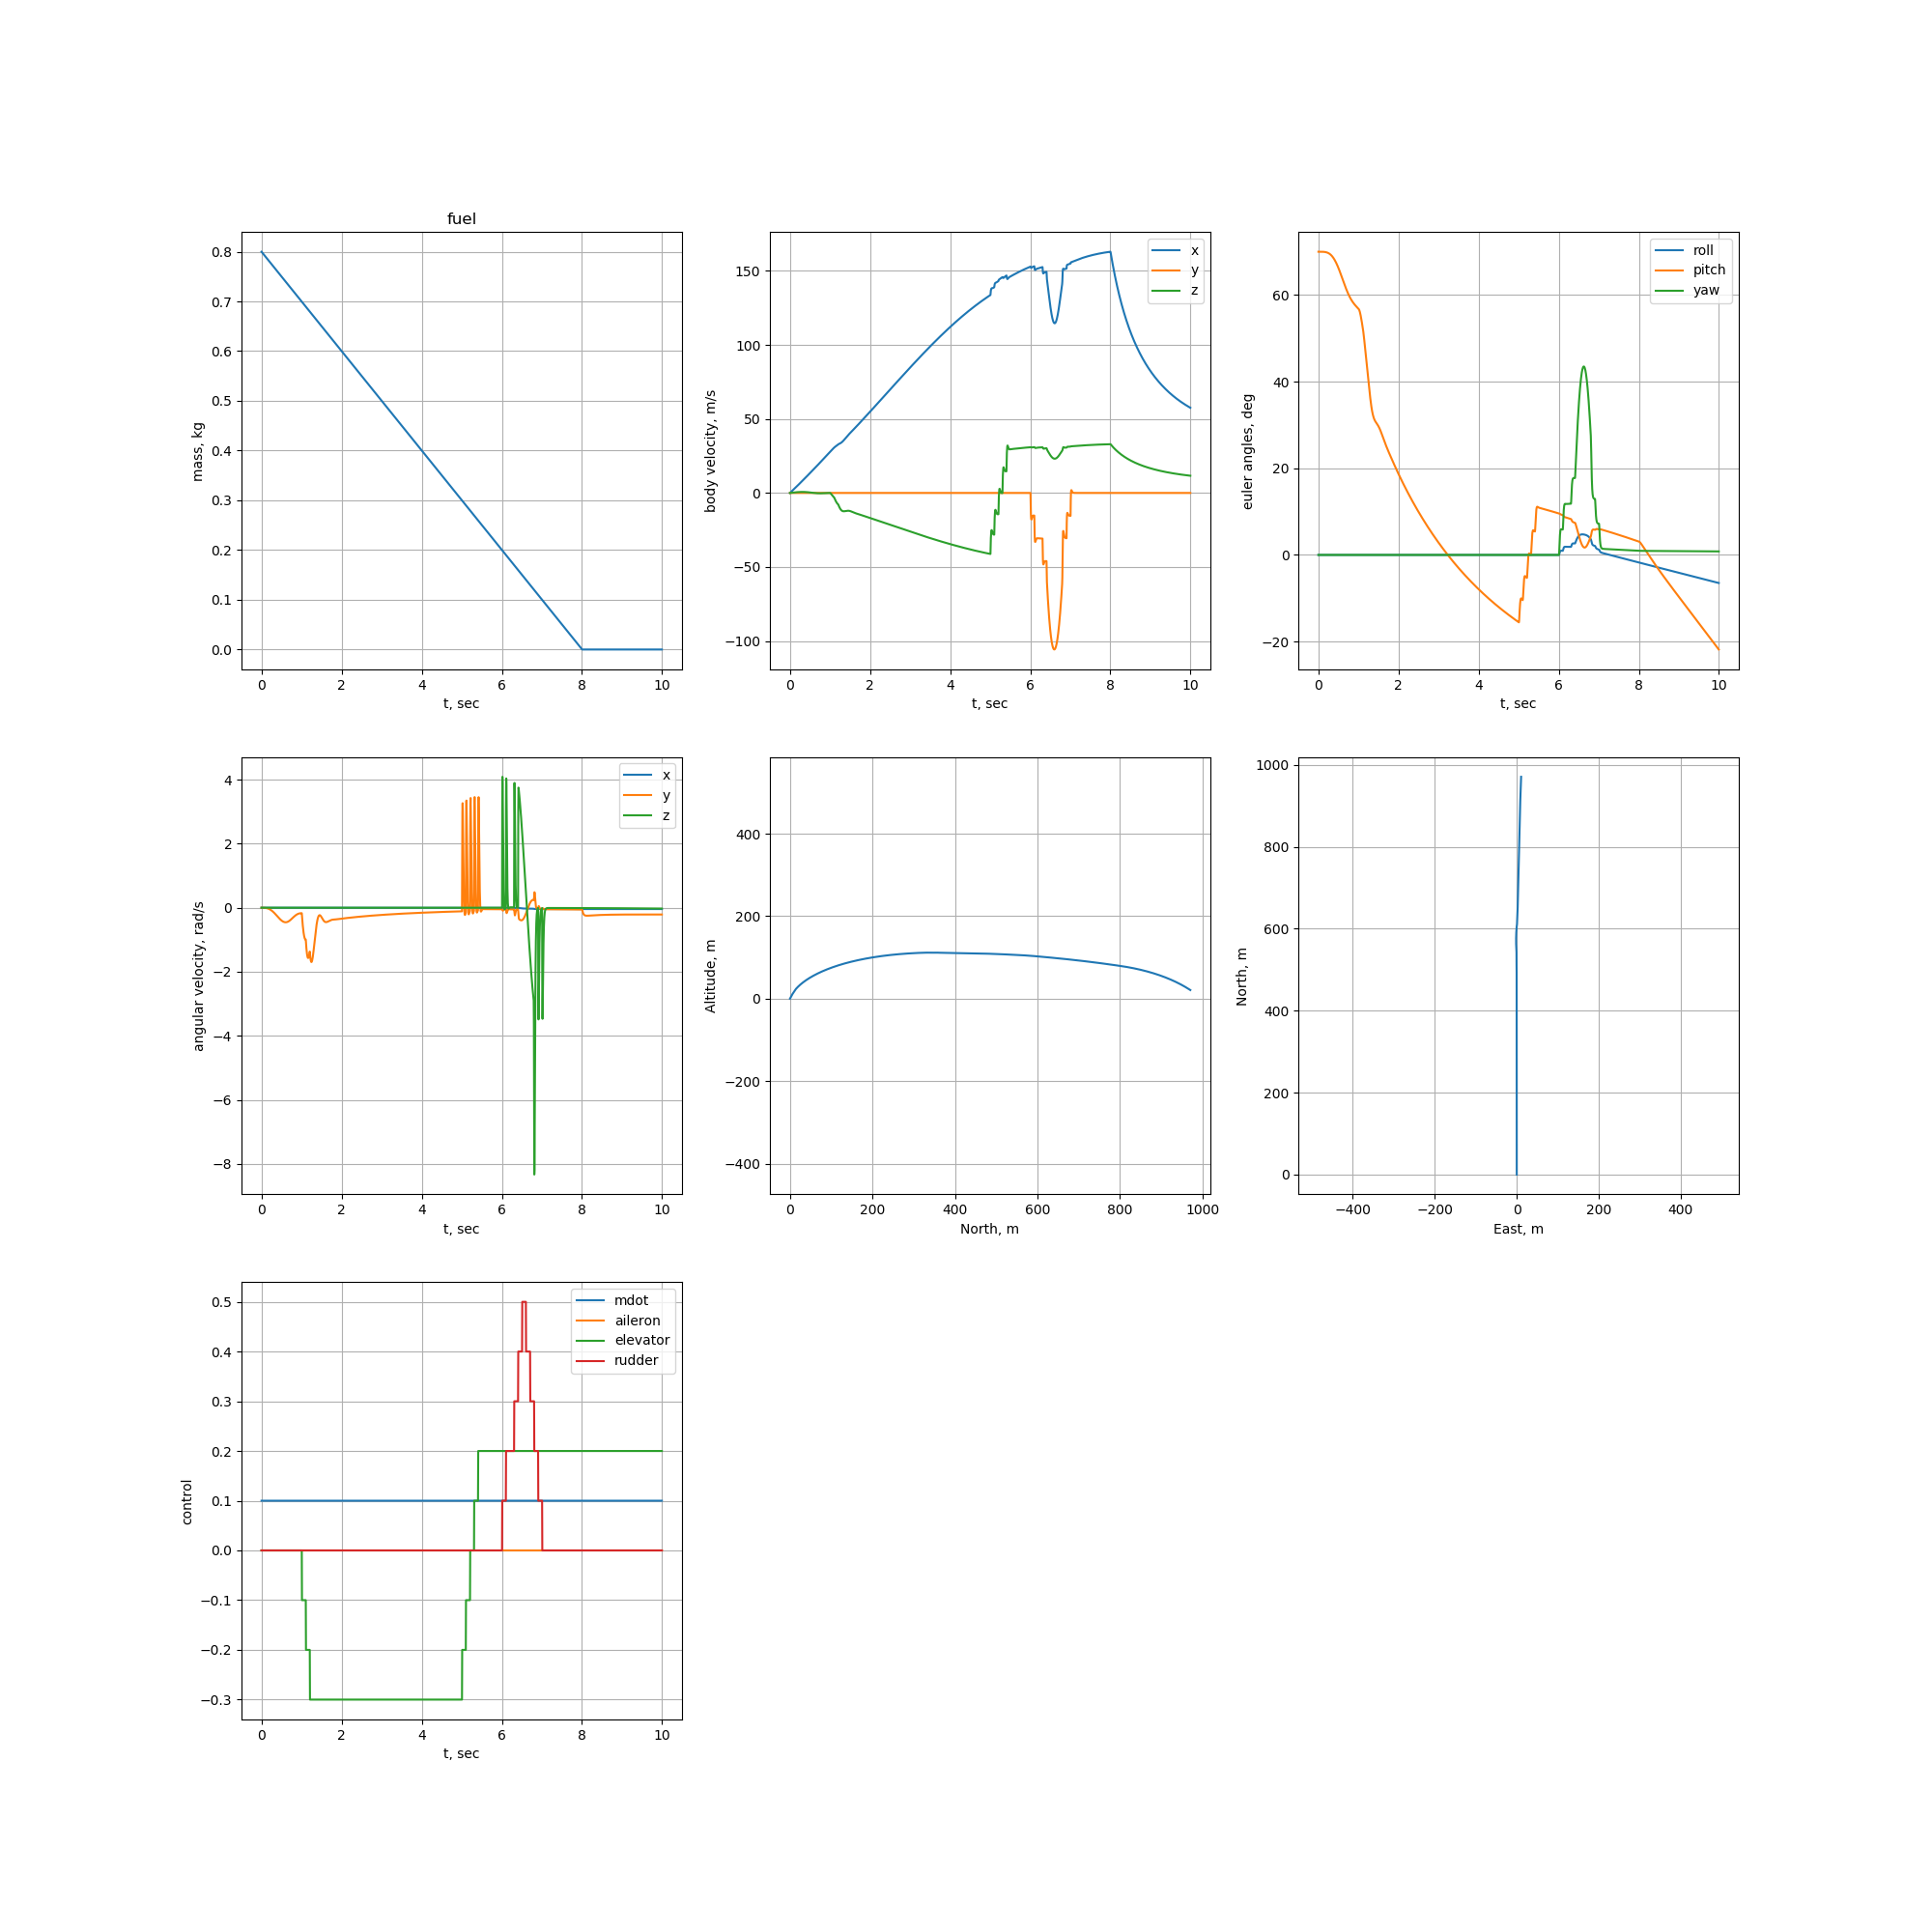 fuel
mass, kg
0.8
0.7
0.6
0.5
0.4
0.3
0.2
0.1
0.0
0 2 4 6 8 10
t, sec
body velocity, m/s
150
100
50
0
−50
−100
0 2 4 6 8 10
t, sec
x
y
z
euler angles, deg
60
40
20
0
−20
0 2 4 6 8 10
t, sec
roll
pitch
yaw
angular velocity, rad/s
4
2
0
−2
−4
−6
−8
0 2 4 6 8 10
t, sec
x
y
z
Altitude, m
400
200
0
−200
−400
0 200 400 600 800 1000
North, m
North, m
1000
800
600
400
200
0
−400 −200 0 200 400
East, m
control
0.5
0.4
0.3
0.2
0.1
0.0
−0.1
−0.2
−0.3
0 2 4 6 8 10
t, sec
mdot
aileron
elevator
rudder